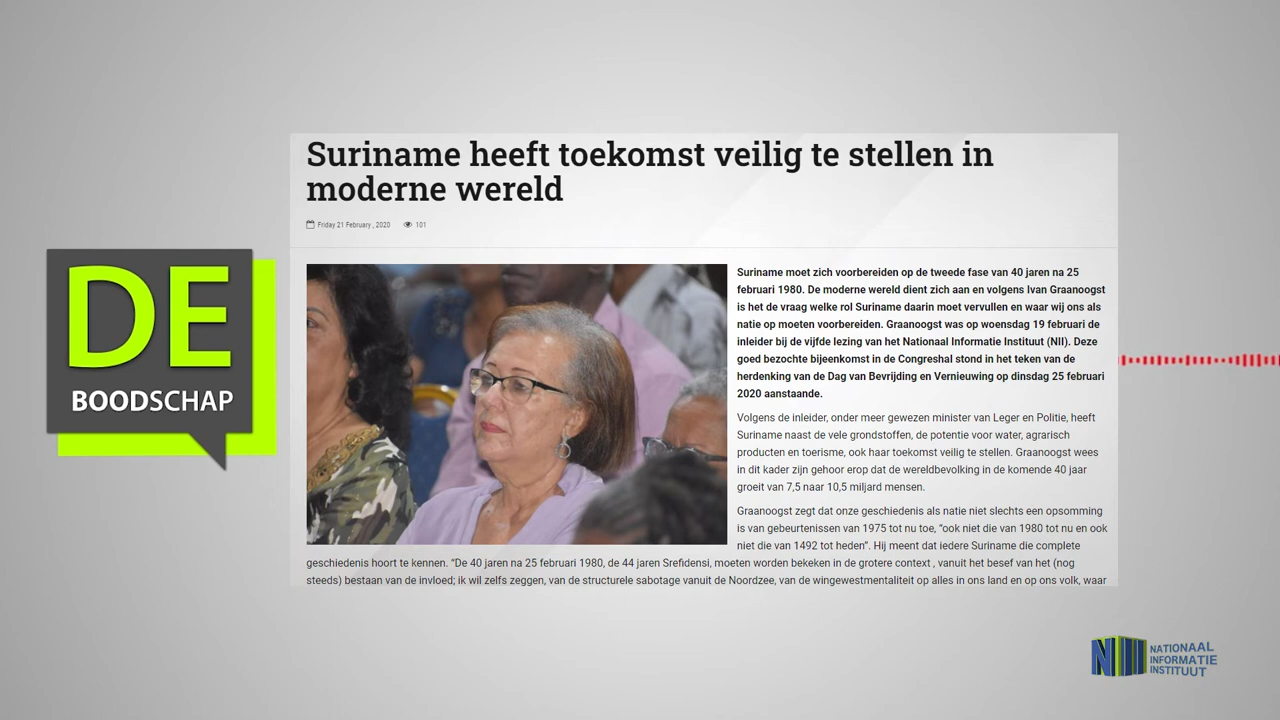 Suriname heeft toekomst veilig te stellen in
moderne wereld
Friday 21 February , 2020 101
DE
BOODSCHAP
Suriname moet zich voorbereiden op de tweede fase van 40 jaren na 25
februari 1980. De moderne wereld dient zich aan en volgens Ivan Graanoogst
is het de vraag welke rol Suriname daarin moet vervullen en waar wij ons als
natie op moeten voorbereiden. Graanoogst was op woensdag 19 februari de
inleider bij de vijfde lezing van het Nationaal Informatie Instituut (NII). Deze
goed bezochte bijeenkomst in de Congreshal stond in het teken van de
herdenking van de Dag van Bevrijding en Vernieuwing op dinsdag 25 februari
2020 aanstaande.
Volgens de inleider, onder meer gewezen minister van Leger en Politie, heeft
Suriname naast de vele grondstoffen, de potentie voor water, agrarisch
producten en toerisme, ook haar toekomst veilig te stellen. Graanoogst wees
in dit kader zijn gehoor erop dat de wereldbevolking in de komende 40 jaar
groeit van 7,5 naar 10,5 miljard mensen.
Graanoogst zegt dat onze geschiedenis als natie niet slechts een opsomming
is van gebeurtenissen van 1975 tot nu toe, “ook niet die van 1980 tot nu en ook
niet die van 1492 tot heden”. Hij meent dat iedere Suriname die complete
geschiedenis hoort te kennen. “De 40 jaren na 25 februari 1980, de 44 jaren Srefidensi, moeten worden bekeken in de grotere context , vanuit het besef van het (nog
steeds) bestaan van de invloed; ik wil zelfs zeggen, van de structurele sabotage vanuit de Noordzee, van de wingewestmentaliteit op alles in ons land en op ons volk, waar
NII NATIONAAL
INFORMATIE
INSTITUUT